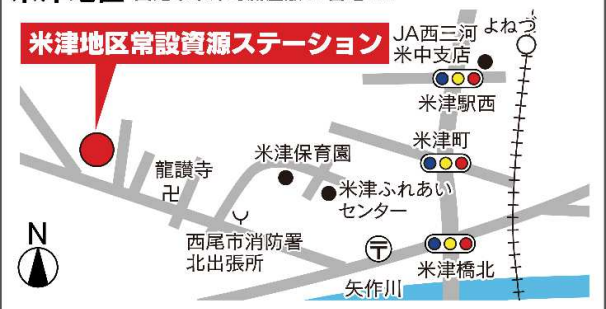 米津地区常設資源ステーション
JA西三河
米中支店
よねづ
米津駅西
米津町
米津保育園
龍讃寺
卍
米津ふれあい
センター
西尾市消防署
北出張所
〒
米津橋北
矢作川
N